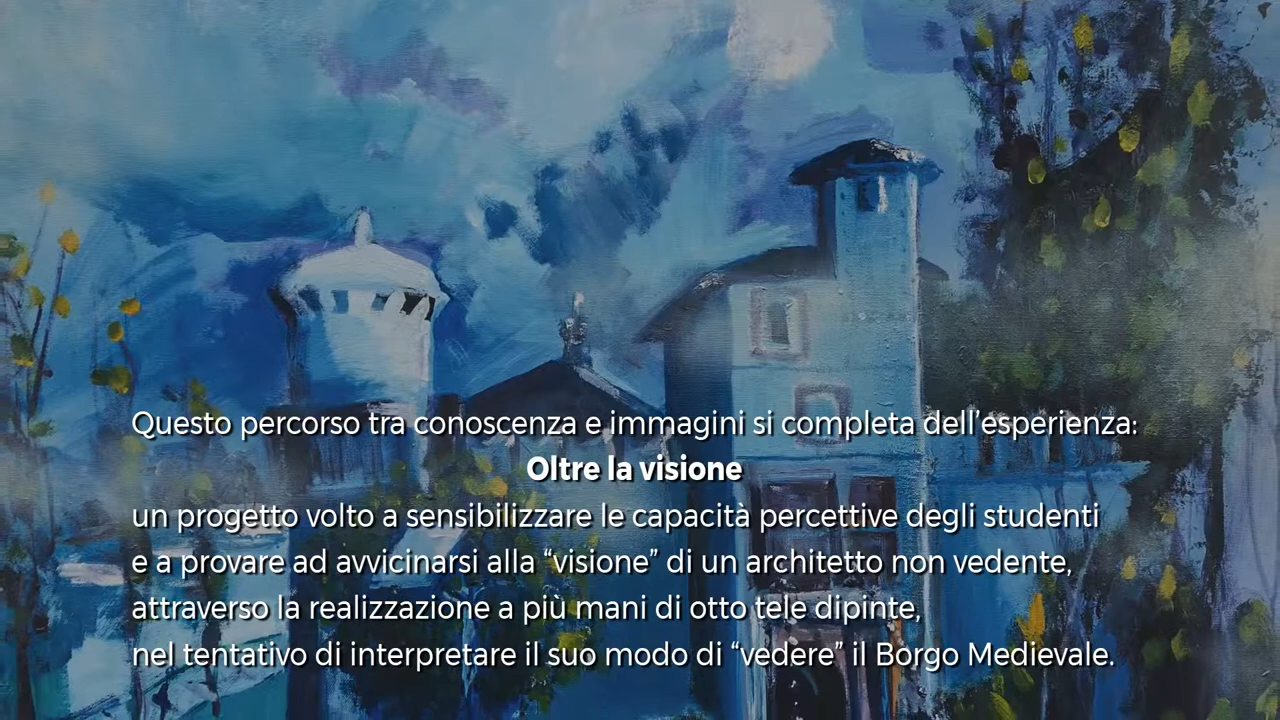 Questo percorso tra conoscenza e immagini si completa dell’esperienza:
Oltre la visione
un progetto volto a sensibilizzare le capacità percettive degli studenti
e a provare ad avvicinarsi alla “visione” di un architetto non vedente,
attraverso la realizzazione a più mani di otto tele dipinte,
nel tentativo di interpretare il suo modo di “vedere” il Borgo Medievale.